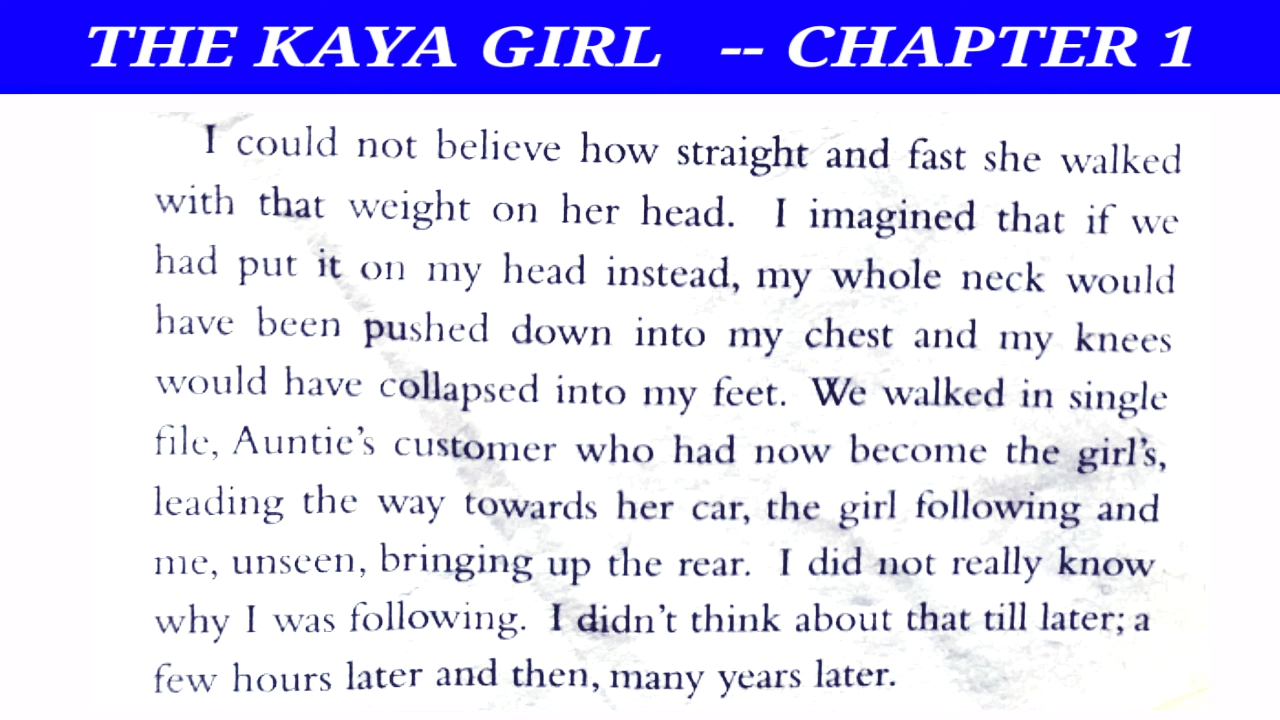 THE KAYA GIRL -- CHAPTER 1
I could not believe how straight and fast she walked
with that weight on her head. I imagined that if we
had put it on my head instead, my whole neck would
have been pushed down into my chest and my knees
would have collapsed into my feet. We walked in single
file, Auntie’s customer who had now become the girl’s,
leading the way towards her car, the girl following and
me, unseen, bringing up the rear. I did not really know
why I was following. I didn’t think about that till later; a
few hours later and then, many years later.